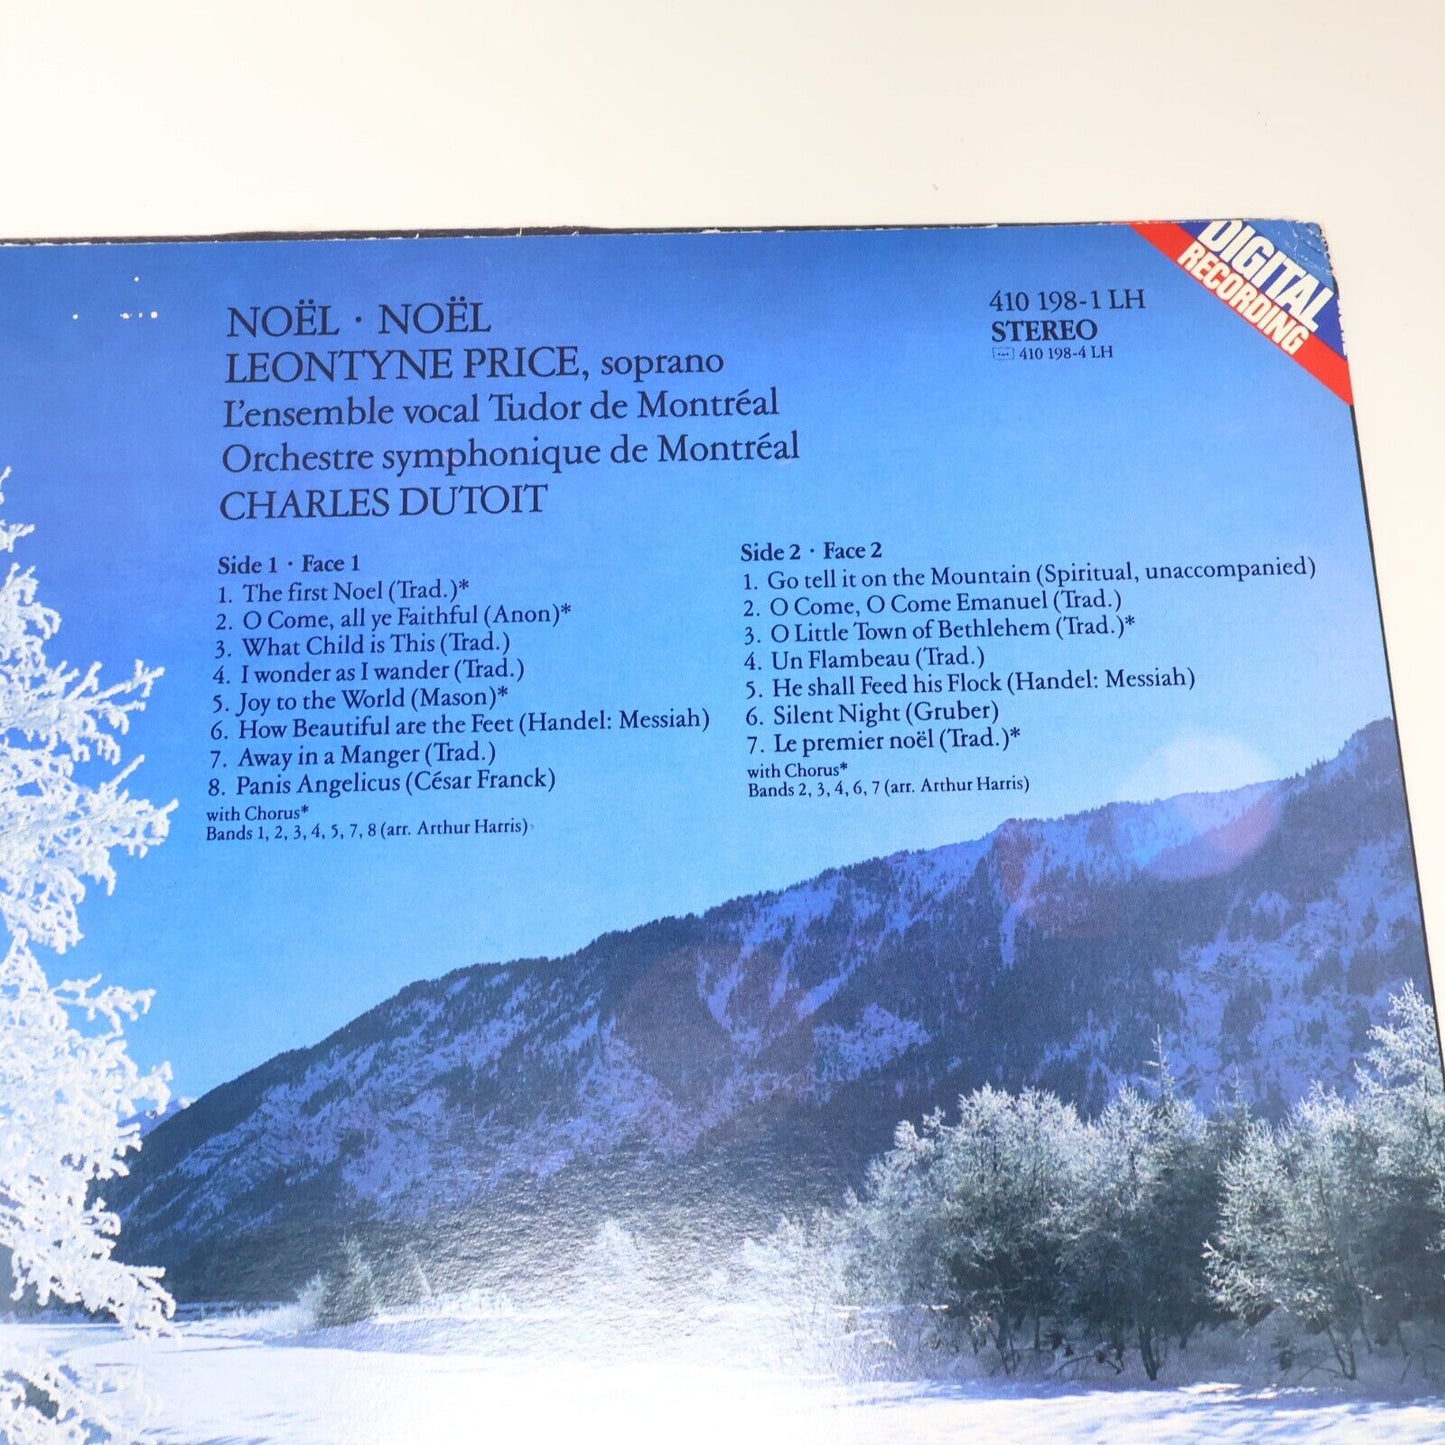 NOËL · NOËL
LEONTYNE PRICE, soprano
L'ensemble vocal Tudor de Montréal
Orchestre symphonique de Montréal
CHARLES DUTOIT
410 198-1 LH
STEREO
410 198-4 LH
DIGITAL
RECORDING
Side 1 · Face 1
1. The first Noel (Trad.)*
2. O Come, all ye Faithful (Anon)*
3. What Child is This (Trad.)
4. I wonder as I wander (Trad.)
5. Joy to the World (Mason)*
6. How Beautiful are the Feet (Handel: Messiah)
7. Away in a Manger (Trad.)
8. Panis Angelicus (César Franck)
with Chorus*
Bands 1, 2, 3, 4, 5, 7, 8 (arr. Arthur Harris)
Side 2 · Face 2
1. Go tell it on the Mountain (Spiritual, unaccompanied)
2. O Come, O Come Emanuel (Trad.)
3. O Little Town of Bethlehem (Trad.)*
4. Un Flambeau (Trad.)
5. He shall Feed his Flock (Handel: Messiah)
6. Silent Night (Gruber)
7. Le premier noël (Trad.)*
with Chorus*
Bands 2, 3, 4, 6, 7 (arr. Arthur Harris)